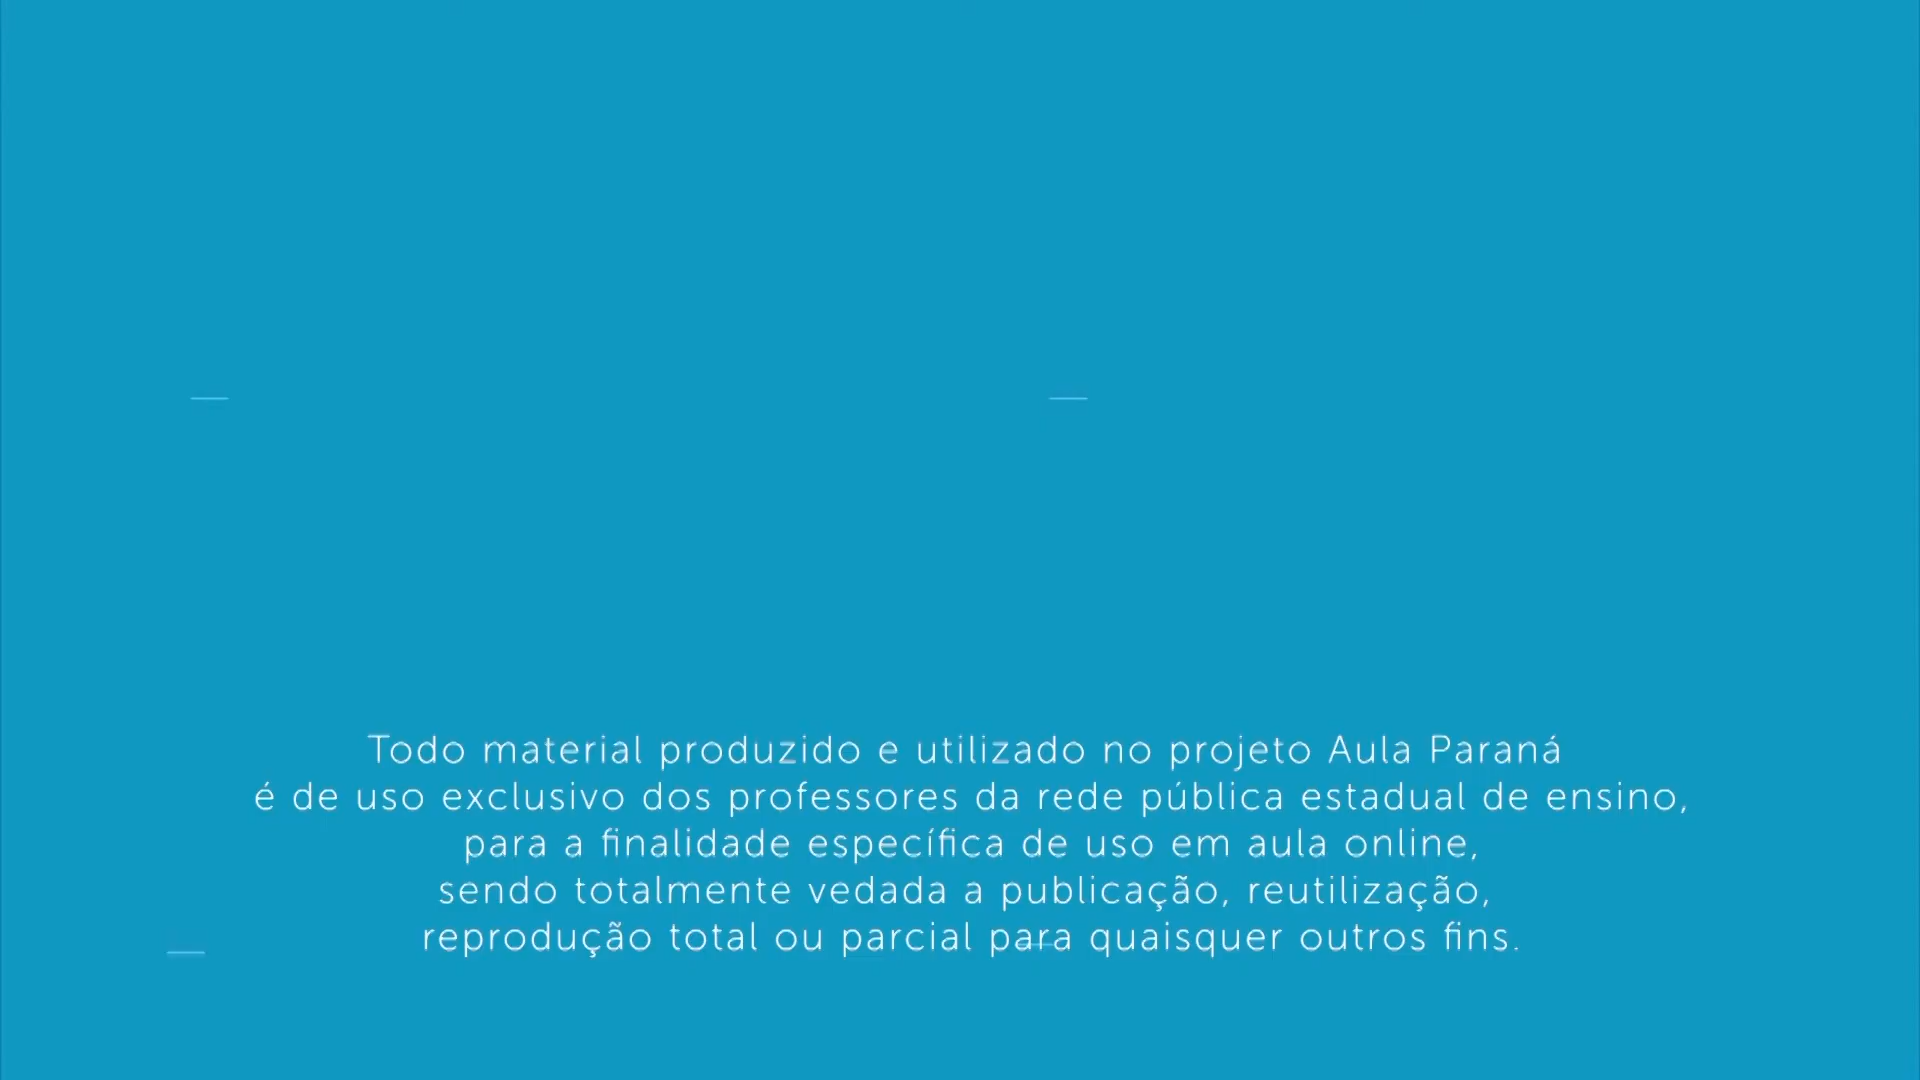 Todo material produzido e utilizado no projeto Aula Paraná
é de uso exclusivo dos professores da rede pública estadual de ensino,
para a finalidade específica de uso em aula online,
sendo totalmente vedada a publicação, reutilização,
reprodução total ou parcial para quaisquer outros fins.